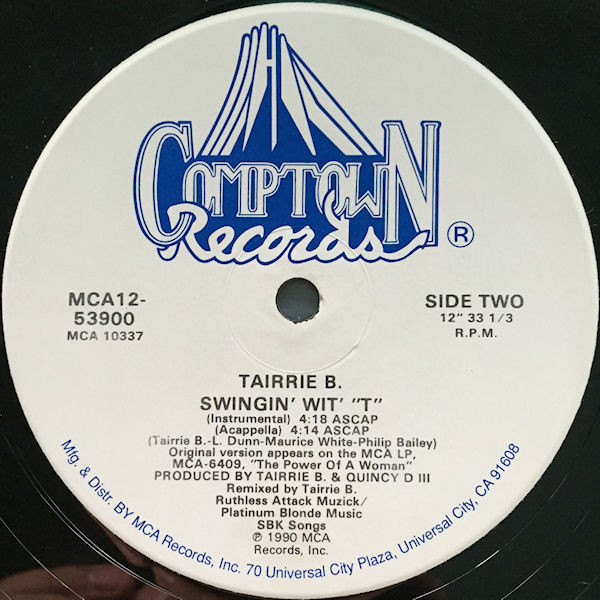 COMPTOWN
Records ®
MCA12-
53900
MCA 10337
SIDE TWO
12" 33 1/3
R.P.M.
TAIRRIE B.
SWINGIN' WIT' "T"
(Instrumental) 4:18 ASCAP
(Acappella) 4:14 ASCAP
(Tairrie B.-L. Dunn-Maurice White-Philip Bailey)
Original version appears on the MCA LP,
MCA-6409, "The Power Of A Woman"
PRODUCED BY TAIRRIE B. & QUINCY D III
Remixed by Tairrie B.
Ruthless Attack Muzick/
Platinum Blonde Music
SBK Songs
℗ 1990 MCA
Records, Inc.
Mfg. & Distr. BY MCA Records, Inc. 70 Universal City Plaza, Universal City, CA 91608